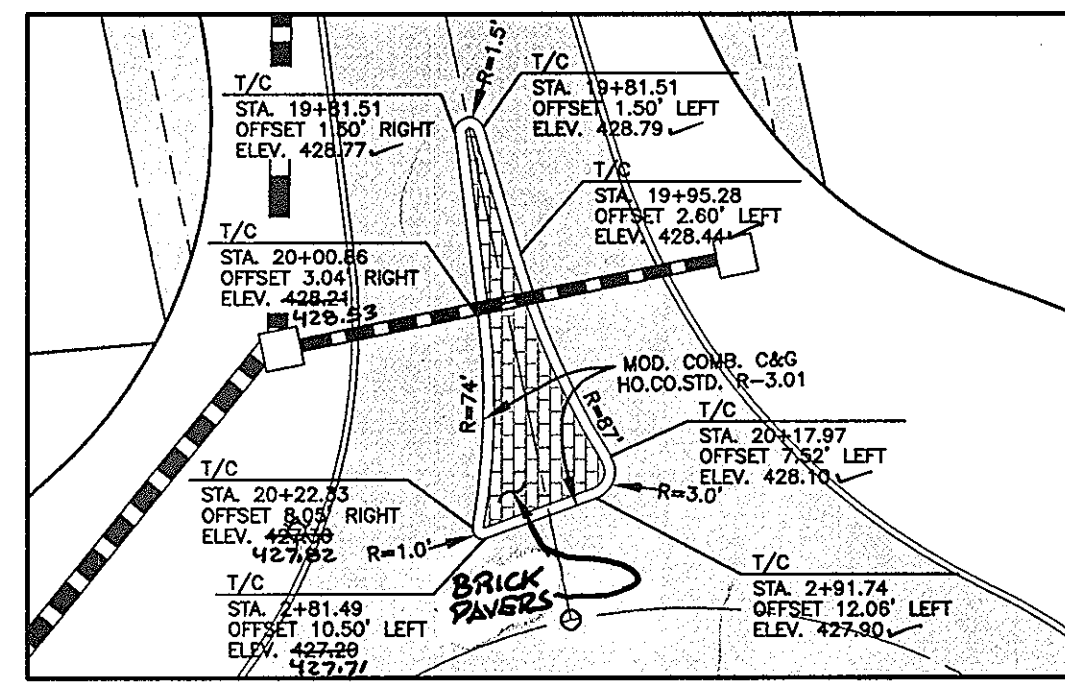 R=1.5'
T/C
STA. 19+81.51
OFFSET 1.50' RIGHT
ELEV. 428.77 ✓
T/C
STA. 19+81.51
OFFSET 1.50' LEFT
ELEV. 428.79 ✓
T/C
STA. 19+95.28
OFFSET 2.60' LEFT
ELEV. 428.44 ✓
T/C
STA. 20+00.86
OFFSET 3.04' RIGHT
ELEV. 428.21
428.53
MOD. COMB. C&G
HO.CO.STD. R-3.01
R=74'
R=87'
T/C
STA. 20+17.97
OFFSET 7.52' LEFT
ELEV. 428.10 ✓
R=3.0'
T/C
STA. 20+22.33
OFFSET 8.05' RIGHT
ELEV.
427.82
R=1.0'
BRICK
PAVERS
T/C
STA. 2+81.49
OFFSET 10.50' LEFT
ELEV. 427.20
427.71
T/C
STA. 2+91.74
OFFSET 12.06' LEFT
ELEV. 427.90 ✓